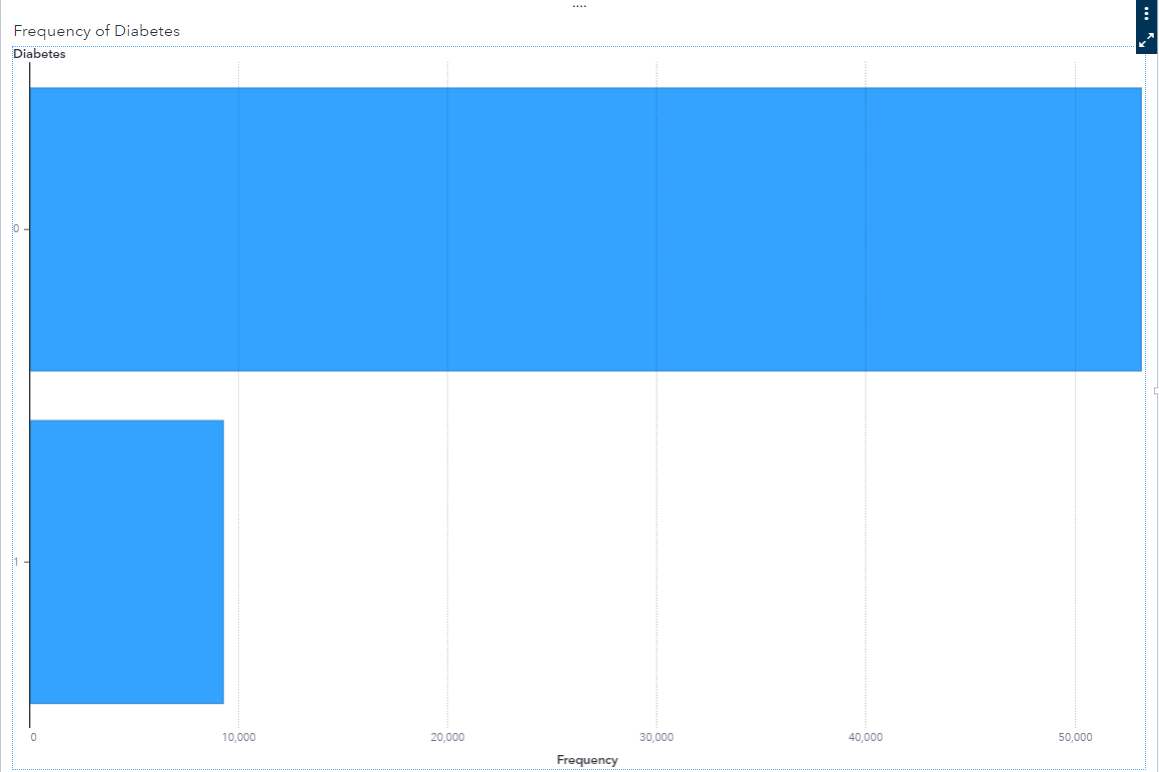 Frequency of Diabetes
Diabetes
0
1
0 10,000 20,000 30,000 40,000 50,000
Frequency